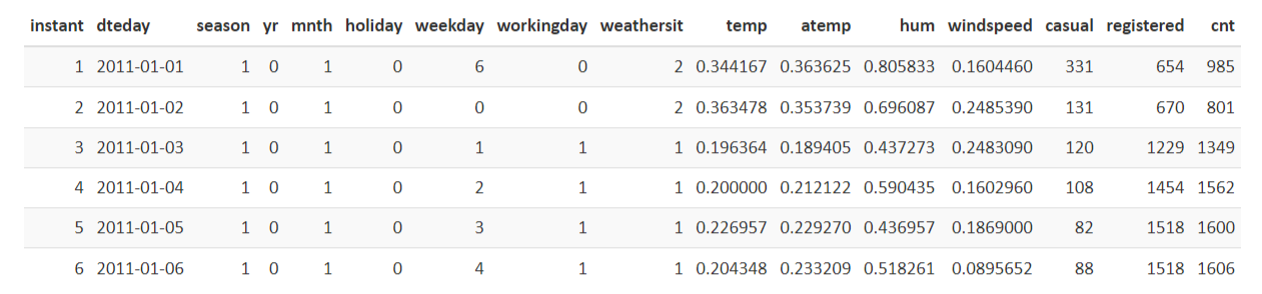 instant dteday season yr mnth holiday weekday workingday weathersit temp atemp hum windspeed casual registered cnt
1 2011-01-01 1 0 1 0 6 0 2 0.344167 0.363625 0.805833 0.1604460 331 654 985
2 2011-01-02 1 0 1 0 0 0 2 0.363478 0.353739 0.696087 0.2485390 131 670 801
3 2011-01-03 1 0 1 0 1 1 1 0.196364 0.189405 0.437273 0.2483090 120 1229 1349
4 2011-01-04 1 0 1 0 2 1 1 0.200000 0.212122 0.590435 0.1602960 108 1454 1562
5 2011-01-05 1 0 1 0 3 1 1 0.226957 0.229270 0.436957 0.1869000 82 1518 1600
6 2011-01-06 1 0 1 0 4 1 1 0.204348 0.233209 0.518261 0.0895652 88 1518 1606